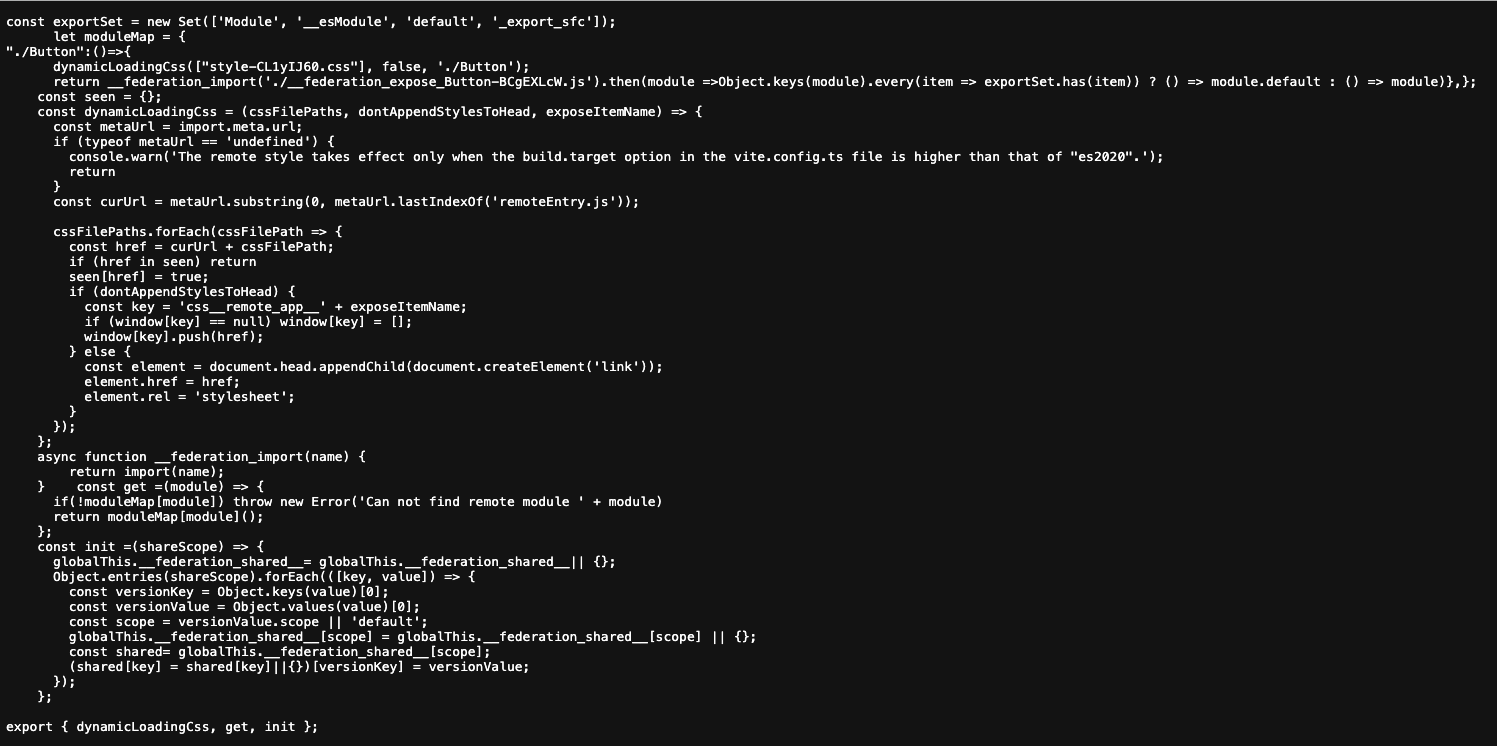 const exportSet = new Set(['Module', '__esModule', 'default', '_export_sfc']);
      let moduleMap = {
"./Button":()=>{
      dynamicLoadingCss(["style-CL1yIJ60.css"], false, './Button');
      return __federation_import('./__federation_expose_Button-BCgEXLcW.js').then(module =>Object.keys(module).every(item => exportSet.has(item)) ? () => module.default : () => module)},};
    const seen = {};
    const dynamicLoadingCss = (cssFilePaths, dontAppendStylesToHead, exposeItemName) => {
      const metaUrl = import.meta.url;
      if (typeof metaUrl == 'undefined') {
        console.warn('The remote style takes effect only when the build.target option in the vite.config.ts file is higher than that of "es2020".');
        return
      }
      const curUrl = metaUrl.substring(0, metaUrl.lastIndexOf('remoteEntry.js'));

      cssFilePaths.forEach(cssFilePath => {
        const href = curUrl + cssFilePath;
        if (href in seen) return
        seen[href] = true;
        if (dontAppendStylesToHead) {
          const key = 'css__remote_app__' + exposeItemName;
          if (window[key] == null) window[key] = [];
          window[key].push(href);
        } else {
          const element = document.head.appendChild(document.createElement('link'));
          element.href = href;
          element.rel = 'stylesheet';
        }
      });
    };
    async function __federation_import(name) {
        return import(name);
    }    const get =(module) => {
      if(!moduleMap[module]) throw new Error('Can not find remote module ' + module)
      return moduleMap[module]();
    };
    const init =(shareScope) => {
      globalThis.__federation_shared__= globalThis.__federation_shared__|| {};
      Object.entries(shareScope).forEach(([key, value]) => {
        const versionKey = Object.keys(value)[0];
        const versionValue = Object.values(value)[0];
        const scope = versionValue.scope || 'default';
        globalThis.__federation_shared__[scope] = globalThis.__federation_shared__[scope] || {};
        const shared= globalThis.__federation_shared__[scope];
        (shared[key] = shared[key]||{})[versionKey] = versionValue;
      });
    };

export { dynamicLoadingCss, get, init };